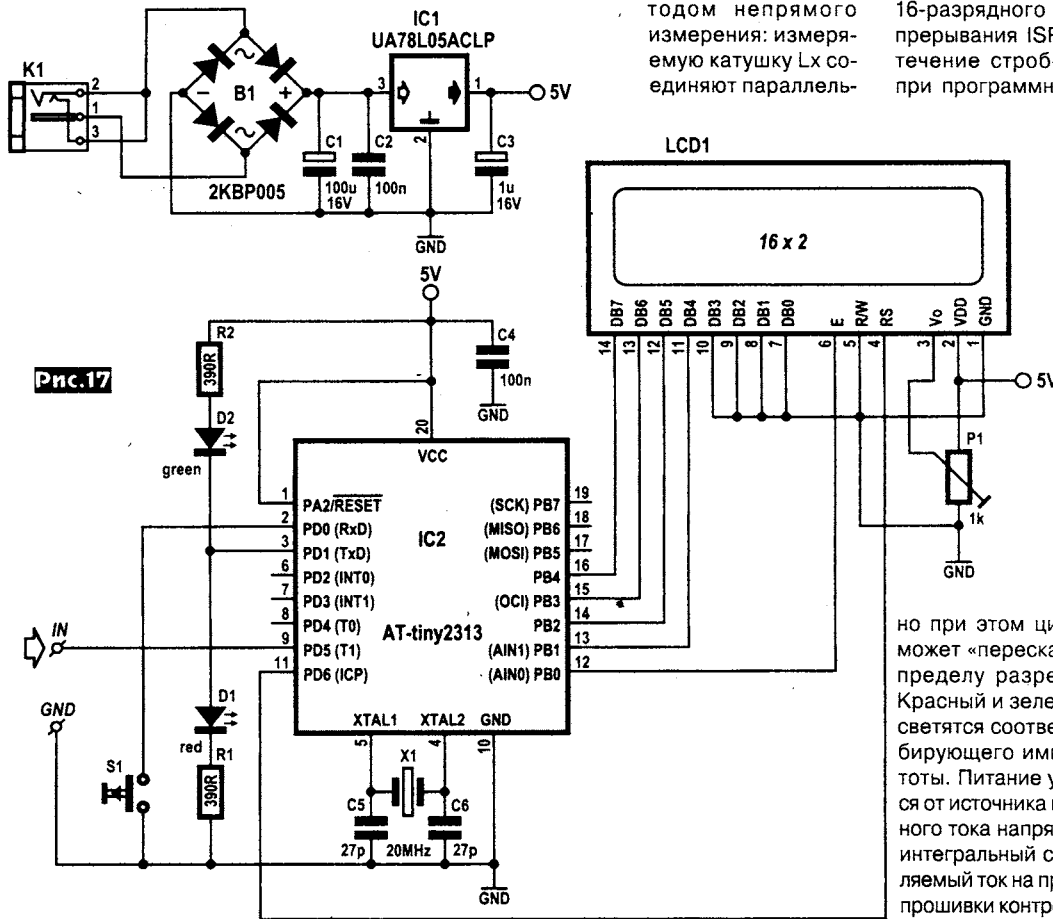 тодом непрямого
измерения: измеря-
емую катушку Lx со-
единяют параллель-
16-разрядного
прерывания
течение строб-
при программн
IC1
UA78L05ACLP
K1
2
1
3
B1
2KBP005
3
1
2
5V
C1
100u
16V
C2
100n
C3
1u
16V
GND
LCD1
16 x 2
DB7
DB6
DB5
DB4
DB3
DB2
DB1
DB0
E
R/W
RS
Vo
VDD
GND
14
13
12
11
10
9
8
7
6
5
4
3
2
1
5V
P1
1k
GND
Рис.17
5V
R2
390R
C4
100n
GND
D2
green
20
VCC
1
PA2/RESET
2
PD0 (RxD)
3
PD1 (TxD)
6
PD2 (INT0)
7
PD3 (INT1)
8
PD4 (T0)
9
PD5 (T1)
11
PD6 (ICP)
IC2
AT-tiny2313
(SCK) PB7
19
(MISO) PB6
18
(MOSI) PB5
17
PB4
16
(OCI) PB3
15
PB2
14
(AIN1) PB1
13
(AIN0) PB0
12
XTAL1
XTAL2
GND
5
4
10
IN
GND
S1
D1
red
R1
390R
X1
20MHz
C5
27p
C6
27p
GND
но при этом ци
может «перескa
пределу разре
Красный и зеле
светятся соотве
бирующего имп
тоты. Питание у
ся от источника
ного тока напря
интегральный с
ляемый ток на пр
прошивки контр